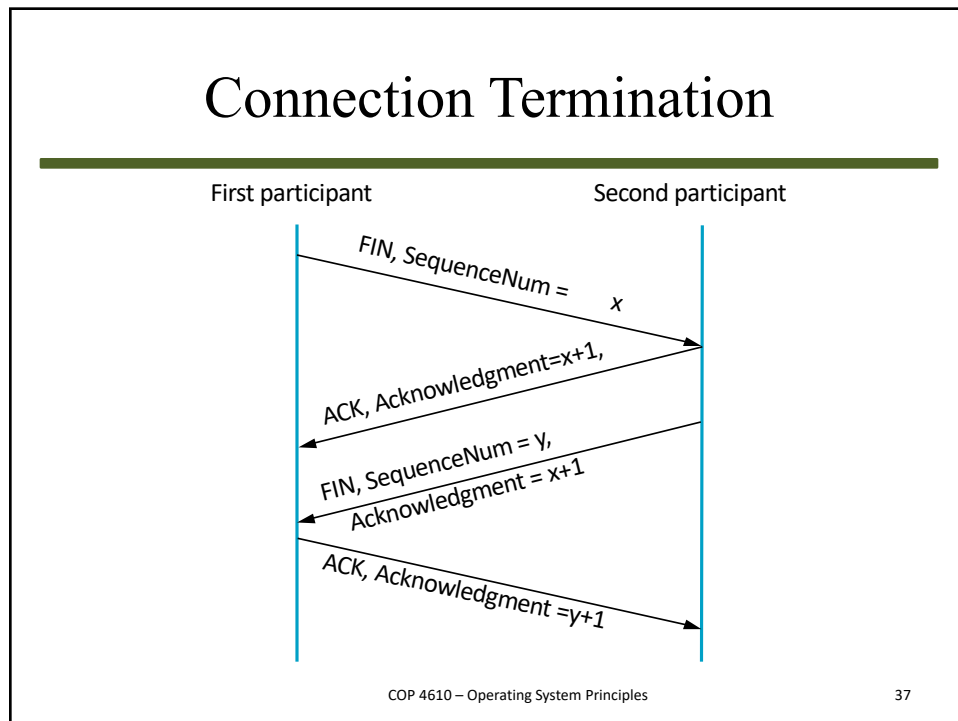 Connection Termination
First participant
Second participant
FIN, SequenceNum = x
ACK, Acknowledgment=x+1,
FIN, SequenceNum = y,
Acknowledgment = x+1
ACK, Acknowledgment =y+1
COP 4610 – Operating System Principles
37